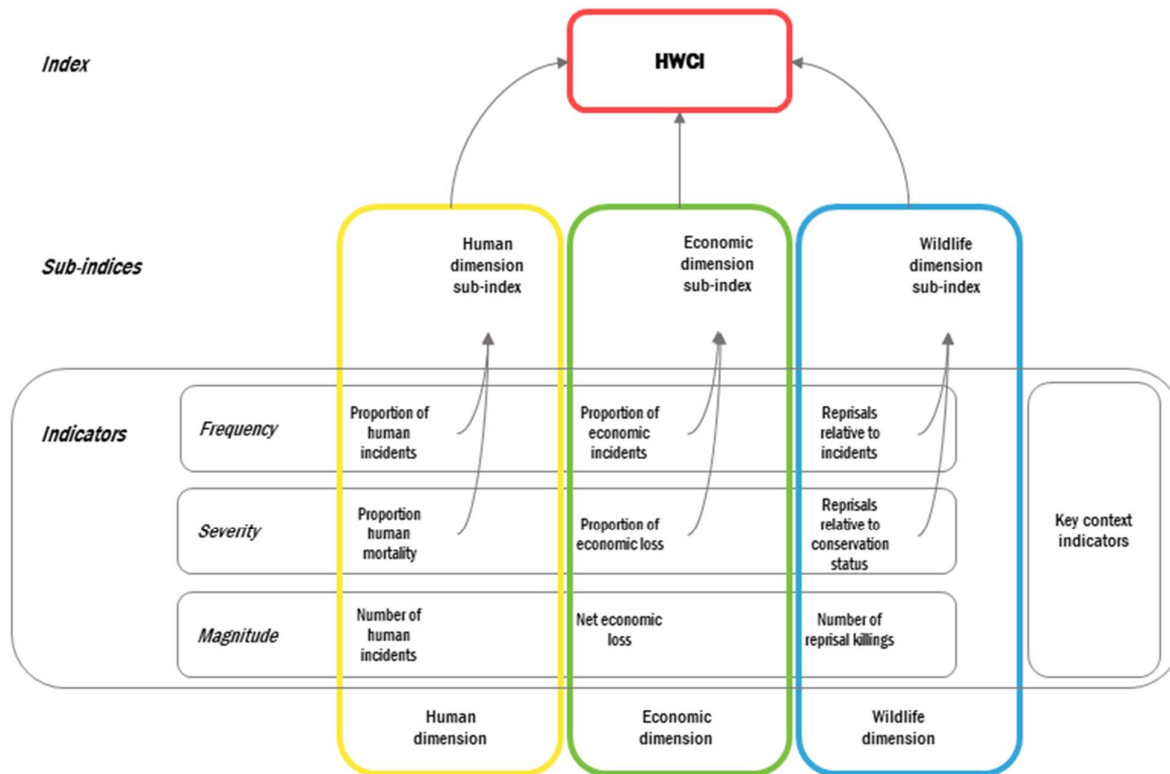 Index
HWCI
Sub-indices
Human
dimension
sub-index
Economic
dimension
sub-index
Wildlife
dimension
sub-index
Indicators
Frequency
Proportion of
human
incidents
Proportion of
economic
incidents
Reprisals
relative to
incidents
Severity
Proportion
human
mortality
Proportion of
economic loss
Reprisals
relative to
conservation
status
Magnitude
Number of
human
incidents
Net economic
loss
Number of
reprisal killings
Key context
indicators
Human
dimension
Economic
dimension
Wildlife
dimension